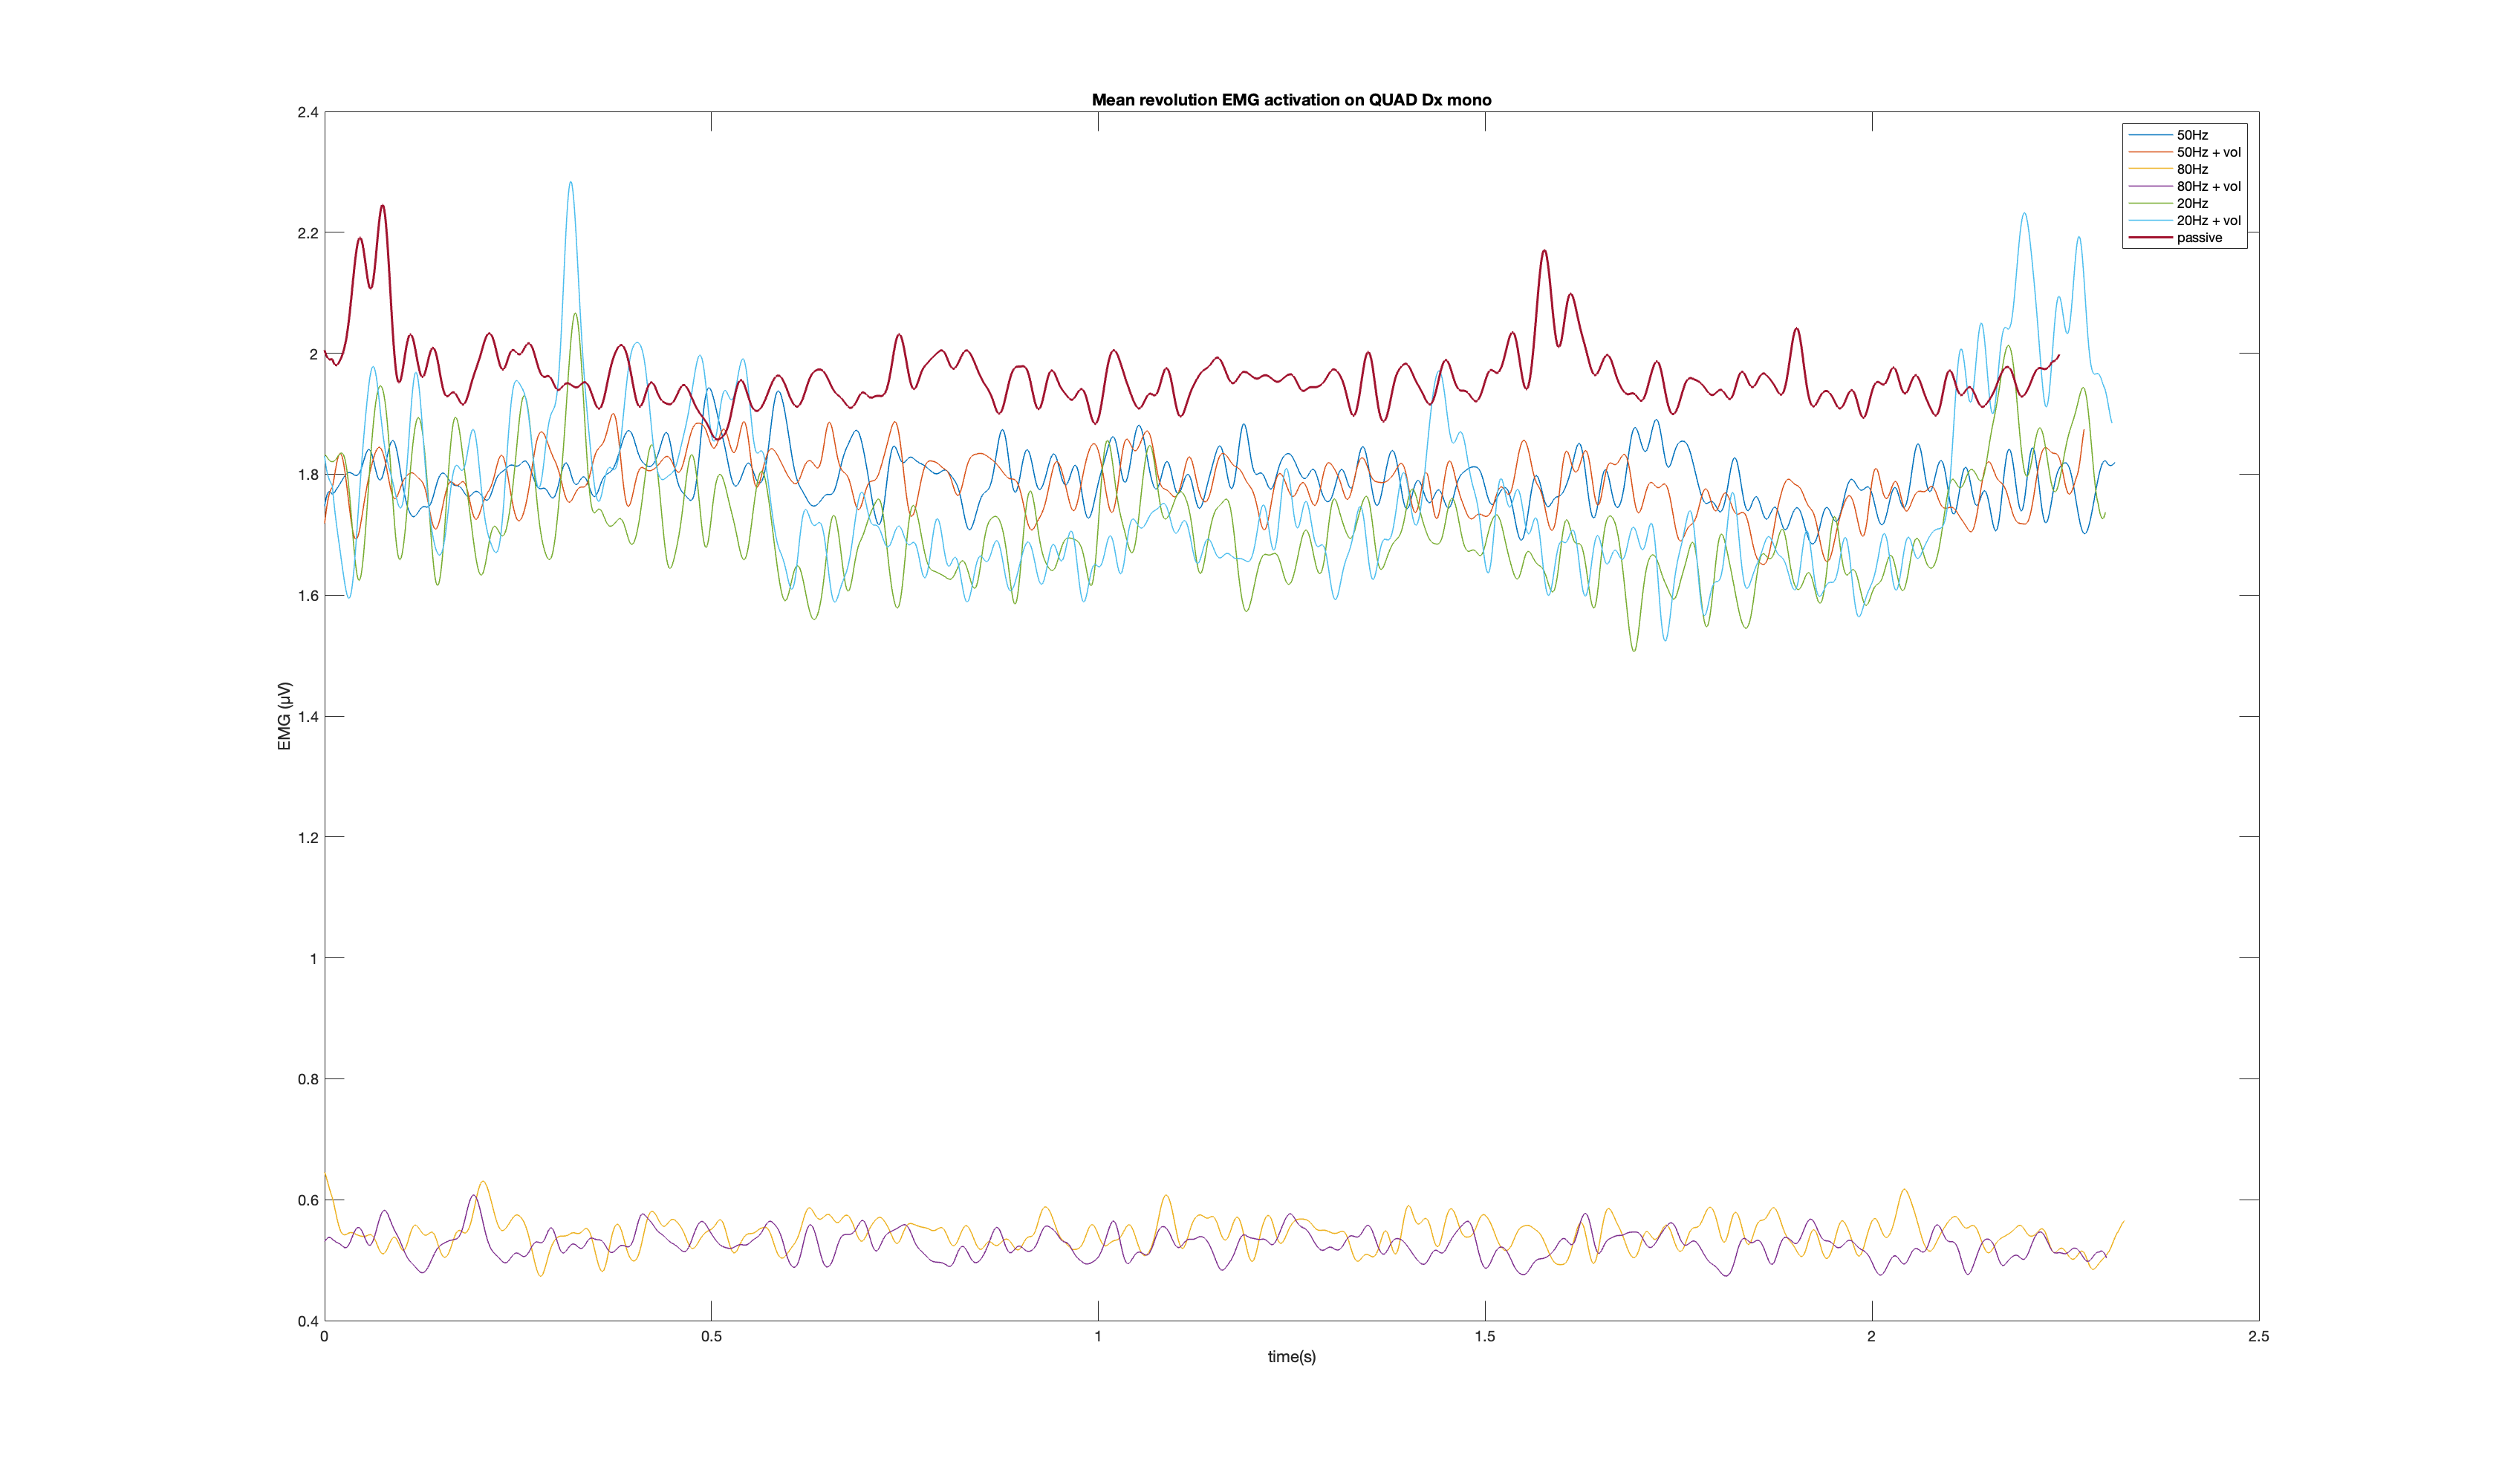 Mean revolution EMG activation on QUAD Dx mono
2.4
2.2
2
1.8
1.6
1.4
1.2
1
0.8
0.6
0.4
EMG (µV)
50Hz
50Hz + vol
80Hz
80Hz + vol
20Hz
20Hz + vol
passive
0
0.5
1
1.5
2
2.5
time(s)